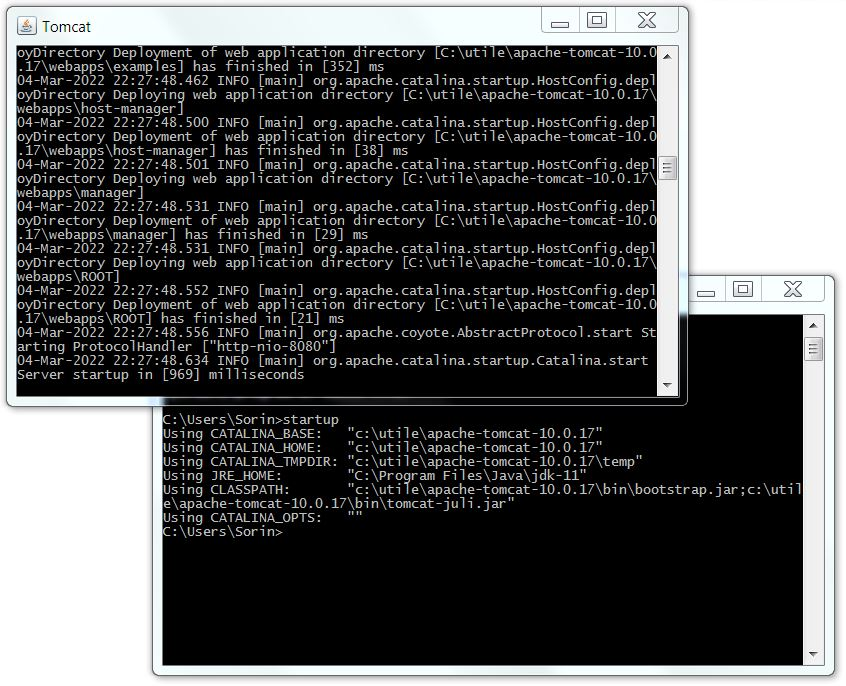 Tomcat
oyDirectory Deployment of web application directory [C:\utile\apache-tomcat-10.0
.17\webapps\examples] has finished in [352] ms
04-Mar-2022 22:27:48.462 INFO [main] org.apache.catalina.startup.HostConfig.depl
oyDirectory Deploying web application directory [C:\utile\apache-tomcat-10.0.17\
webapps\host-manager]
04-Mar-2022 22:27:48.500 INFO [main] org.apache.catalina.startup.HostConfig.depl
oyDirectory Deployment of web application directory [C:\utile\apache-tomcat-10.0
.17\webapps\host-manager] has finished in [38] ms
04-Mar-2022 22:27:48.501 INFO [main] org.apache.catalina.startup.HostConfig.depl
oyDirectory Deploying web application directory [C:\utile\apache-tomcat-10.0.17\
webapps\manager]
04-Mar-2022 22:27:48.531 INFO [main] org.apache.catalina.startup.HostConfig.depl
oyDirectory Deployment of web application directory [C:\utile\apache-tomcat-10.0
.17\webapps\manager] has finished in [29] ms
04-Mar-2022 22:27:48.531 INFO [main] org.apache.catalina.startup.HostConfig.depl
oyDirectory Deploying web application directory [C:\utile\apache-tomcat-10.0.17\
webapps\ROOT]
04-Mar-2022 22:27:48.552 INFO [main] org.apache.catalina.startup.HostConfig.depl
oyDirectory Deployment of web application directory [C:\utile\apache-tomcat-10.0
.17\webapps\ROOT] has finished in [21] ms
04-Mar-2022 22:27:48.556 INFO [main] org.apache.coyote.AbstractProtocol.start St
arting ProtocolHandler ["http-nio-8080"]
04-Mar-2022 22:27:48.634 INFO [main] org.apache.catalina.startup.Catalina.start
Server startup in [969] milliseconds
C:\Users\Sorin>startup
Using CATALINA_BASE:   "c:\utile\apache-tomcat-10.0.17"
Using CATALINA_HOME:   "c:\utile\apache-tomcat-10.0.17"
Using CATALINA_TMPDIR: "c:\utile\apache-tomcat-10.0.17\temp"
Using JRE_HOME:        "C:\Program Files\Java\jdk-11"
Using CLASSPATH:       "c:\utile\apache-tomcat-10.0.17\bin\bootstrap.jar;c:\util
e\apache-tomcat-10.0.17\bin\tomcat-juli.jar"
Using CATALINA_OPTS:   ""
C:\Users\Sorin>